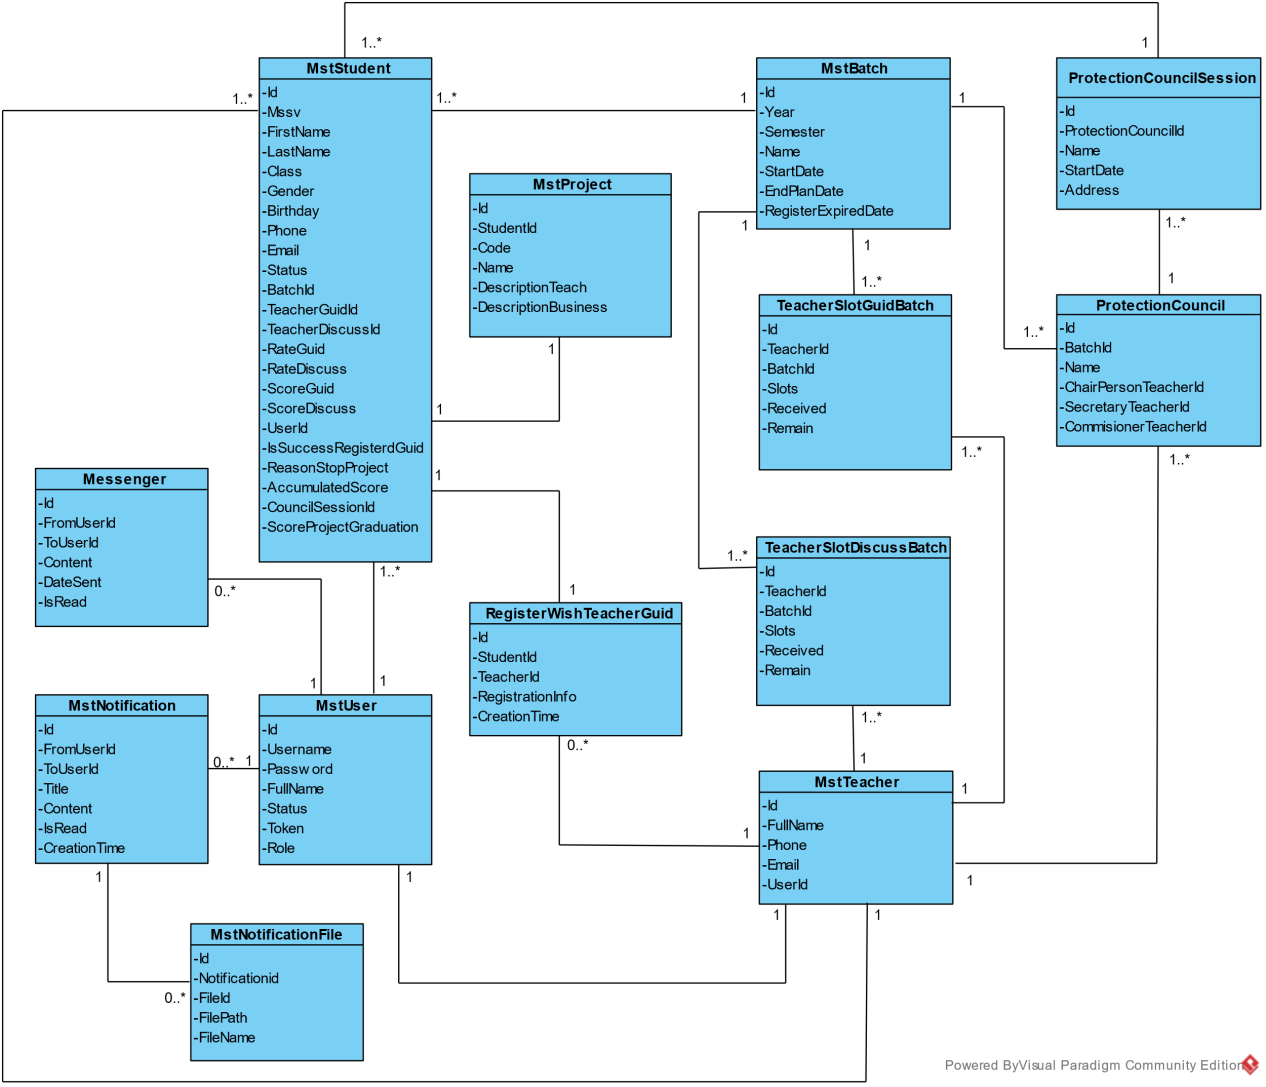 1..*
1
MstStudent
-Id
-Mssv
-FirstName
-LastName
-Class
-Gender
-Birthday
-Phone
-Email
-Status
-BatchId
-TeacherGuidId
-TeacherDiscussId
-RateGuid
-RateDiscuss
-ScoreGuid
-ScoreDiscuss
-UserId
-IsSuccessRegisterdGuid
-ReasonStopProject
-AccumulatedScore
-CouncilSessionId
-ScoreProjectGraduation
1..*
1..*
1
MstBatch
-Id
-Year
-Semester
-Name
-StartDate
-EndPlanDate
-RegisterExpiredDate
1
1
1
1..*
ProtectionCouncilSession
-Id
-ProtectionCouncilId
-Name
-StartDate
-Address
1..*
1
MstProject
-Id
-StudentId
-Code
-Name
-DescriptionTeach
-DescriptionBusiness
1
1
TeacherSlotGuidBatch
-Id
-TeacherId
-BatchId
-Slots
-Received
-Remain
1..*
ProtectionCouncil
-Id
-BatchId
-Name
-ChairPersonTeacherId
-SecretaryTeacherId
-CommisionerTeacherId
1..*
1..*
1
1
Messenger
-Id
-FromUserId
-ToUserId
-Content
-DateSent
-IsRead
0..*
1..*
1
1
RegisterWishTeacherGuid
-Id
-StudentId
-TeacherId
-RegistrationInfo
-CreationTime
0..*
1..*
TeacherSlotDiscussBatch
-Id
-TeacherId
-BatchId
-Slots
-Received
-Remain
1..*
1
MstNotification
-Id
-FromUserId
-ToUserId
-Title
-Content
-IsRead
-CreationTime
0..*
1
MstUser
-Id
-Username
-Password
-FullName
-Status
-Token
-Role
1
1
MstTeacher
-Id
-FullName
-Phone
-Email
-UserId
1
1
1
1
1
MstNotificationFile
-Id
-Notificationid
-FileId
-FilePath
-FileName
0..*
Powered ByVisual Paradigm Community Edition